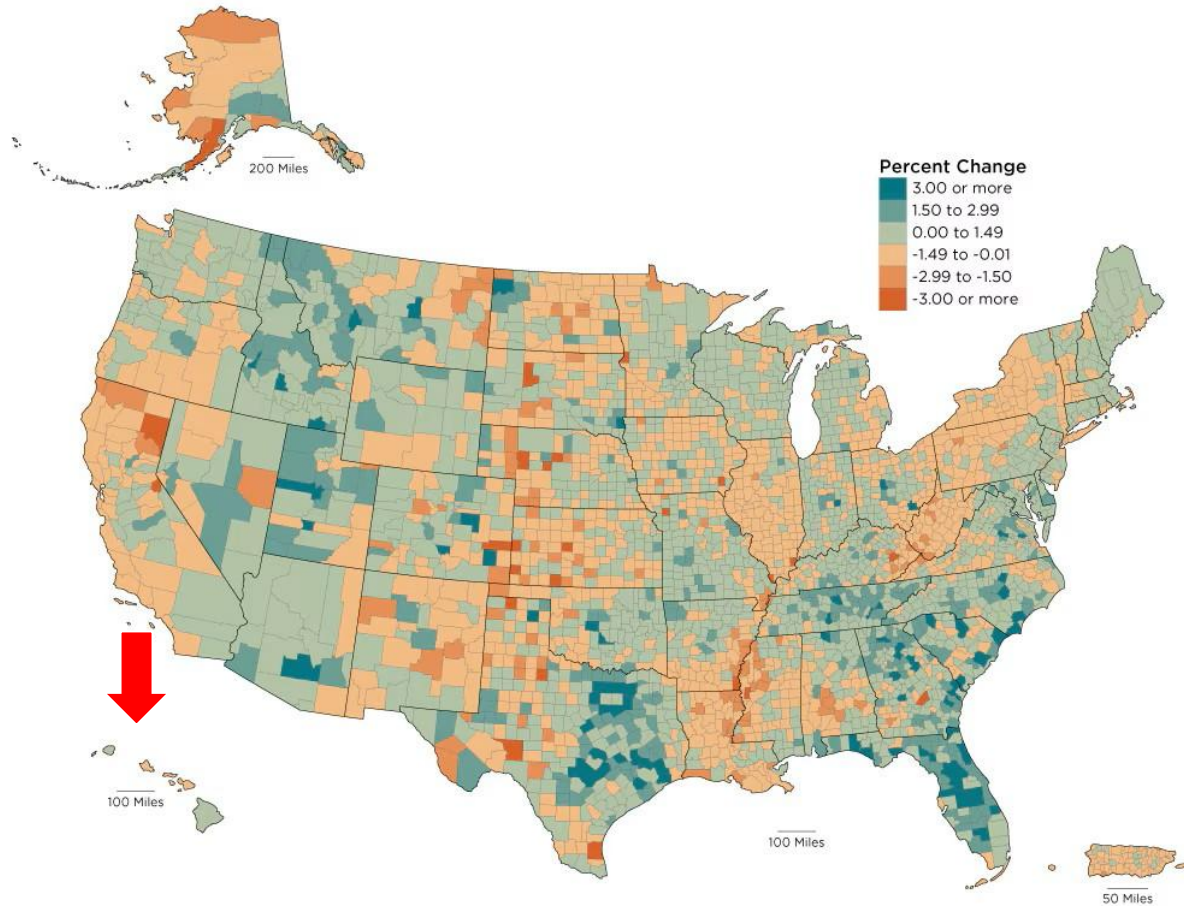 200 Miles
Percent Change
3.00 or more
1.50 to 2.99
0.00 to 1.49
-1.49 to -0.01
-2.99 to -1.50
-3.00 or more
100 Miles
100 Miles
50 Miles